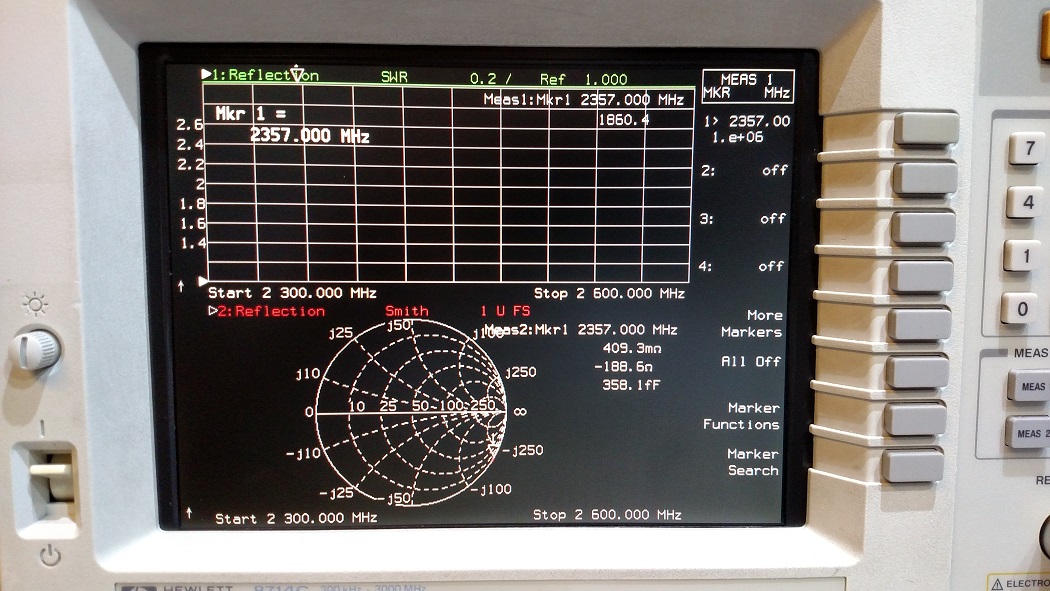 ▶1:Reflection SWR 0.2 / Ref 1.000
MEAS 1
MKR MHz
Meas1:Mkr1 2357.000 MHz
1860.4
Mkr 1 =
2357.000 MHz
1> 2357.00
1.e+06
2: off
3: off
4: off
2.6
2.4
2.2
2
1.8
1.6
1.4
Start 2 300.000 MHz Stop 2 600.000 MHz
▷2:Reflection Smith 1 U FS
Meas2:Mkr1 2357.000 MHz
409.3mΩ
-188.6Ω
358.1fF
j50
j25 j100
j10 j250
0 10 25 50 100 250 ∞
-j10 -j250
-j25 -j100
-j50
Start 2 300.000 MHz Stop 2 600.000 MHz
More
Markers
All Off
Marker
Functions
Marker
Search
7
4
1
0
MEAS
MEAS
MEAS 2
RE
HEWLETT 8714C 300 kHz - 3000 MHz
ELECTRO